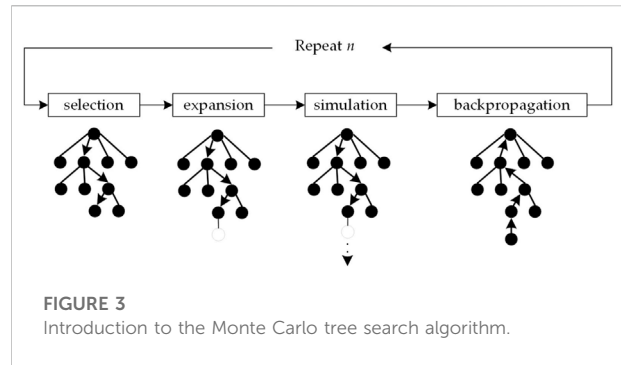 Repeat n
selection
expansion
simulation
backpropagation
FIGURE 3
Introduction to the Monte Carlo tree search algorithm.